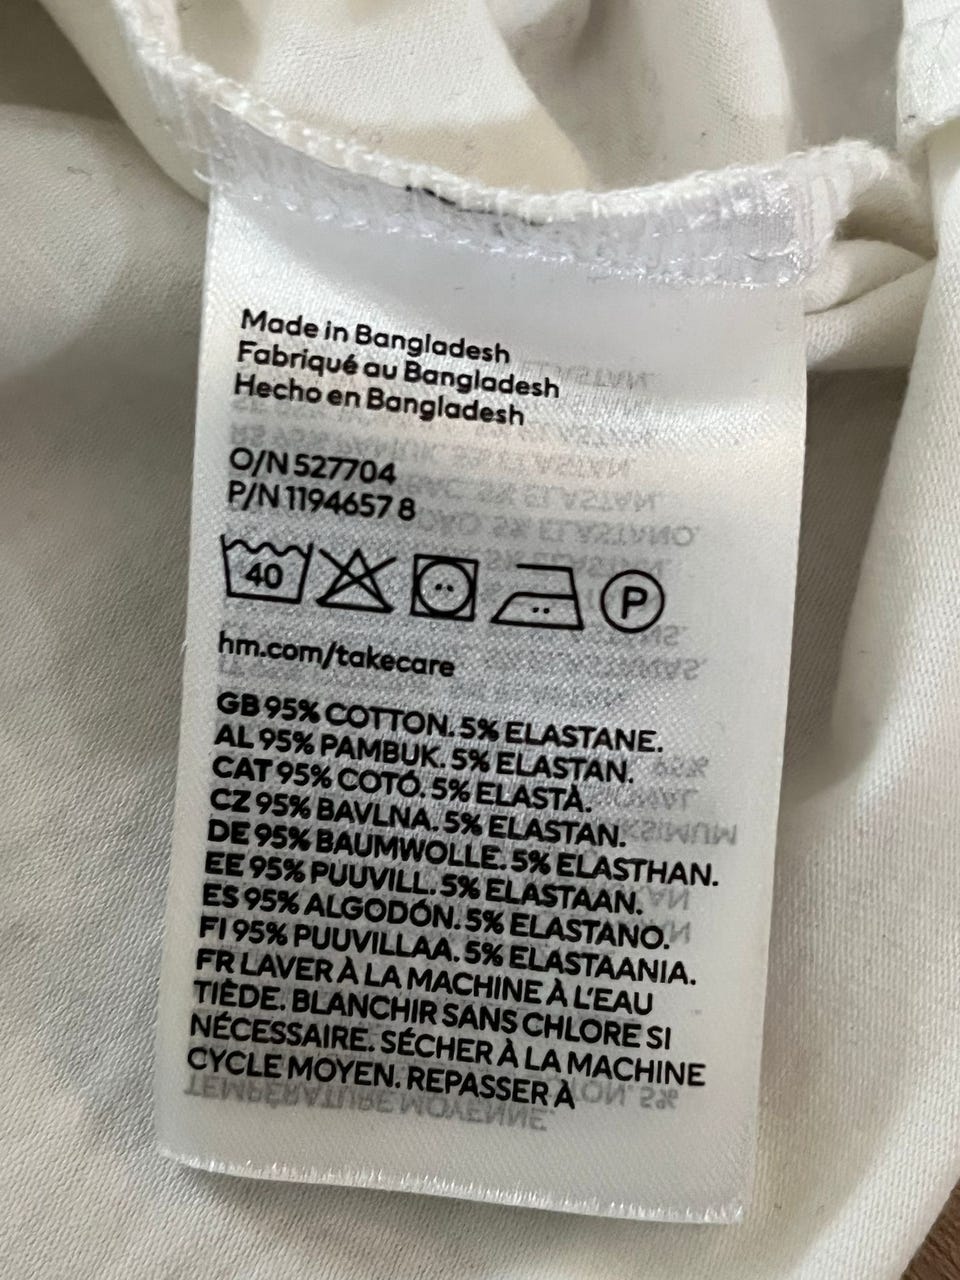 Made in Bangladesh
Fabriqué au Bangladesh
Hecho en Bangladesh
O/N 527704
P/N 1194657 8
40
P
hm.com/takecare
GB 95% COTTON. 5% ELASTANE.
AL 95% PAMBUK. 5% ELASTAN.
CAT 95% COTÓ. 5% ELASTÀ.
CZ 95% BAVLNA. 5% ELASTAN.
DE 95% BAUMWOLLE. 5% ELASTHAN.
EE 95% PUUVILL. 5% ELASTAAN.
ES 95% ALGODÓN. 5% ELASTANO.
FI 95% PUUVILLAA. 5% ELASTAANIA.
FR LAVER À LA MACHINE À L'EAU
TIÈDE. BLANCHIR SANS CHLORE SI
NÉCESSAIRE. SÉCHER À LA MACHINE
CYCLE MOYEN. REPASSER À